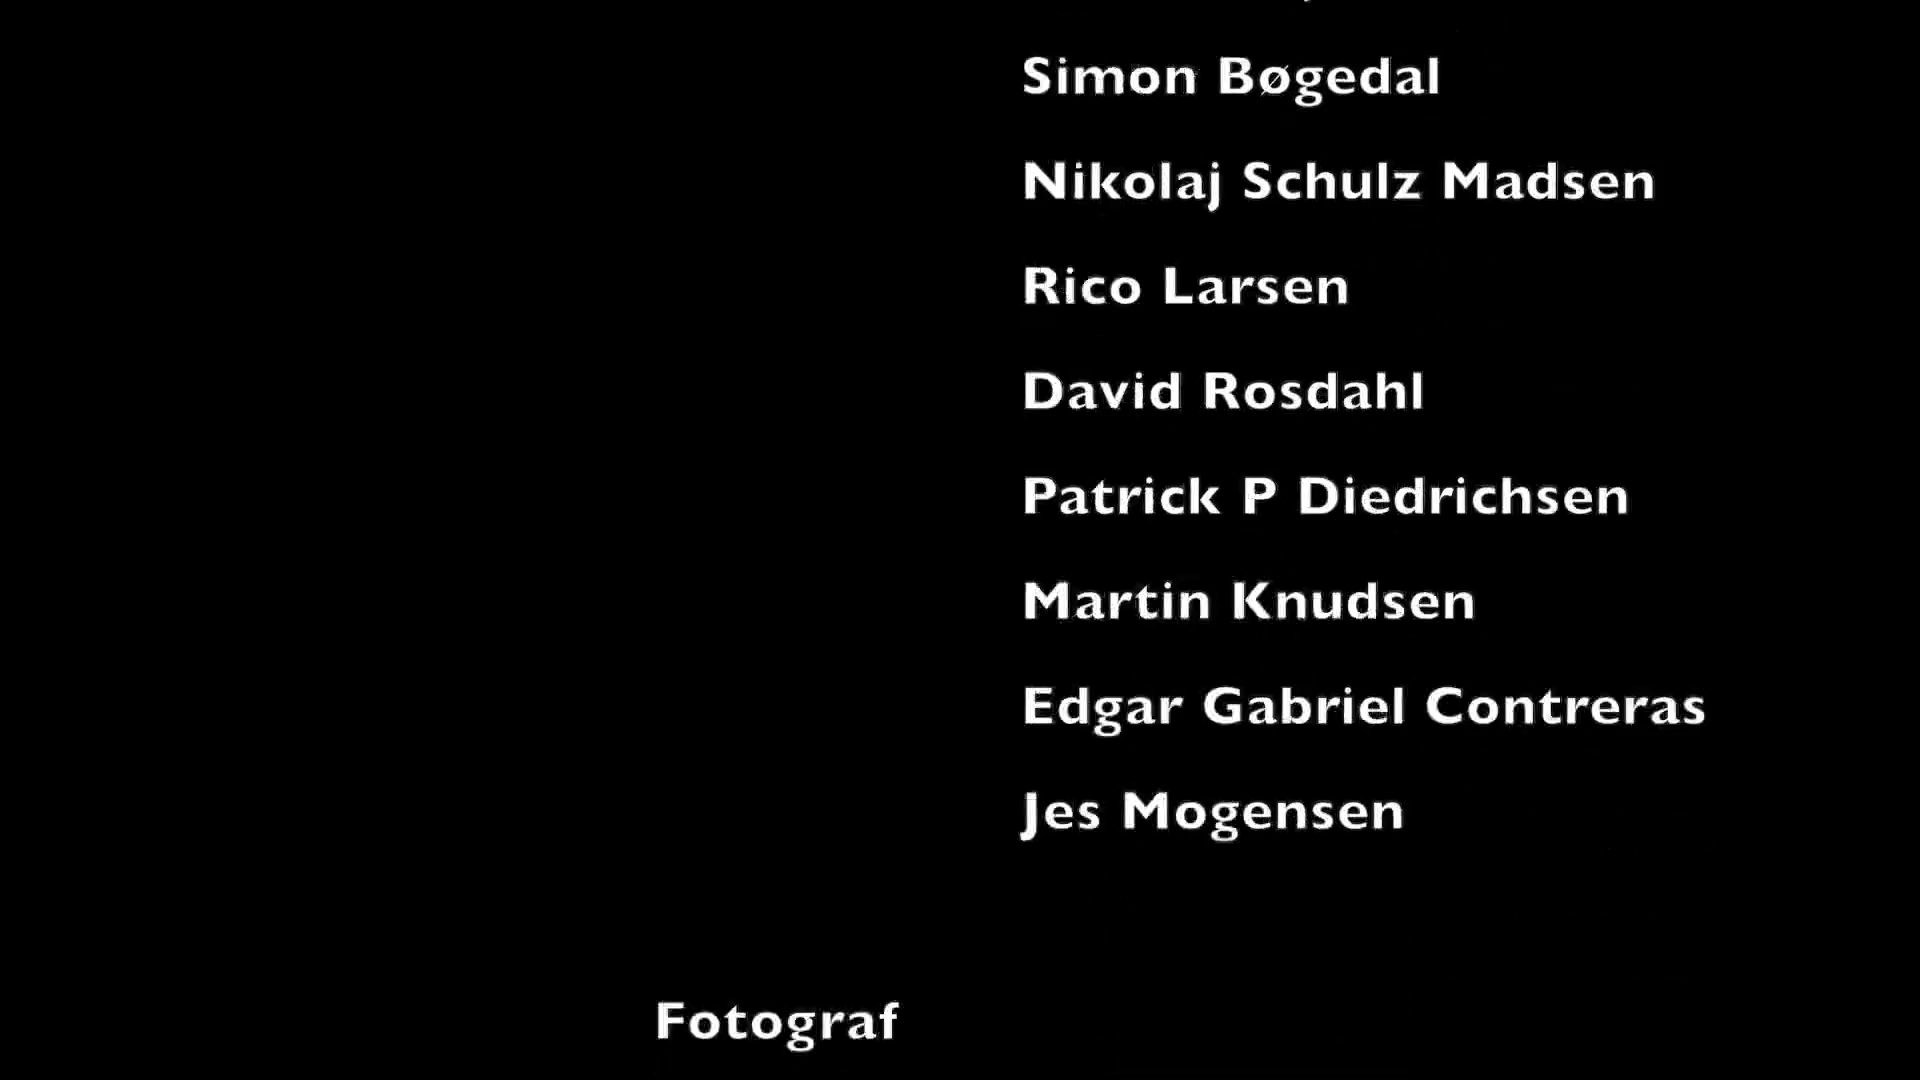 Simon Bøgedal
Nikolaj Schulz Madsen
Rico Larsen
David Rosdahl
Patrick P Diedrichsen
Martin Knudsen
Edgar Gabriel Contreras
Jes Mogensen
Fotograf